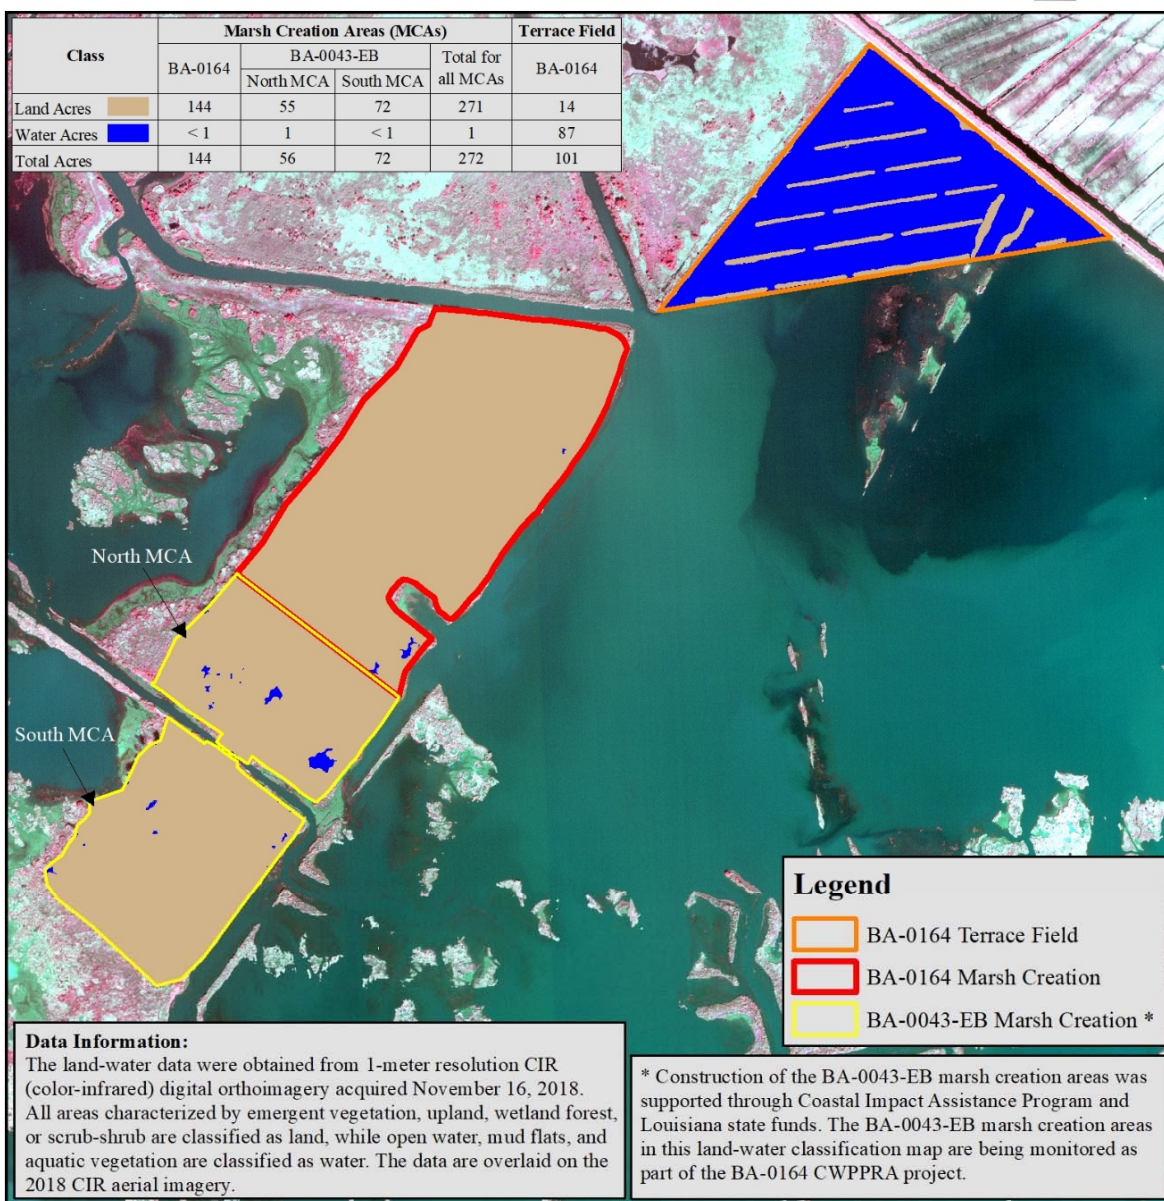 Class
Marsh Creation Areas (MCAs)
Terrace Field
BA-0164
BA-0043-EB
Total for
all MCAs
BA-0164
North MCA
South MCA
Land Acres 144 55 72 271 14
Water Acres < 1 1 < 1 1 87
Total Acres 144 56 72 272 101
North MCA
South MCA
Legend
BA-0164 Terrace Field
BA-0164 Marsh Creation
BA-0043-EB Marsh Creation *
Data Information:
The land-water data were obtained from 1-meter resolution CIR
(color-infrared) digital orthoimagery acquired November 16, 2018.
All areas characterized by emergent vegetation, upland, wetland forest,
or scrub-shrub are classified as land, while open water, mud flats, and
aquatic vegetation are classified as water. The data are overlaid on the
2018 CIR aerial imagery.
* Construction of the BA-0043-EB marsh creation areas was
supported through Coastal Impact Assistance Program and
Louisiana state funds. The BA-0043-EB marsh creation areas
in this land-water classification map are being monitored as
part of the BA-0164 CWPPRA project.